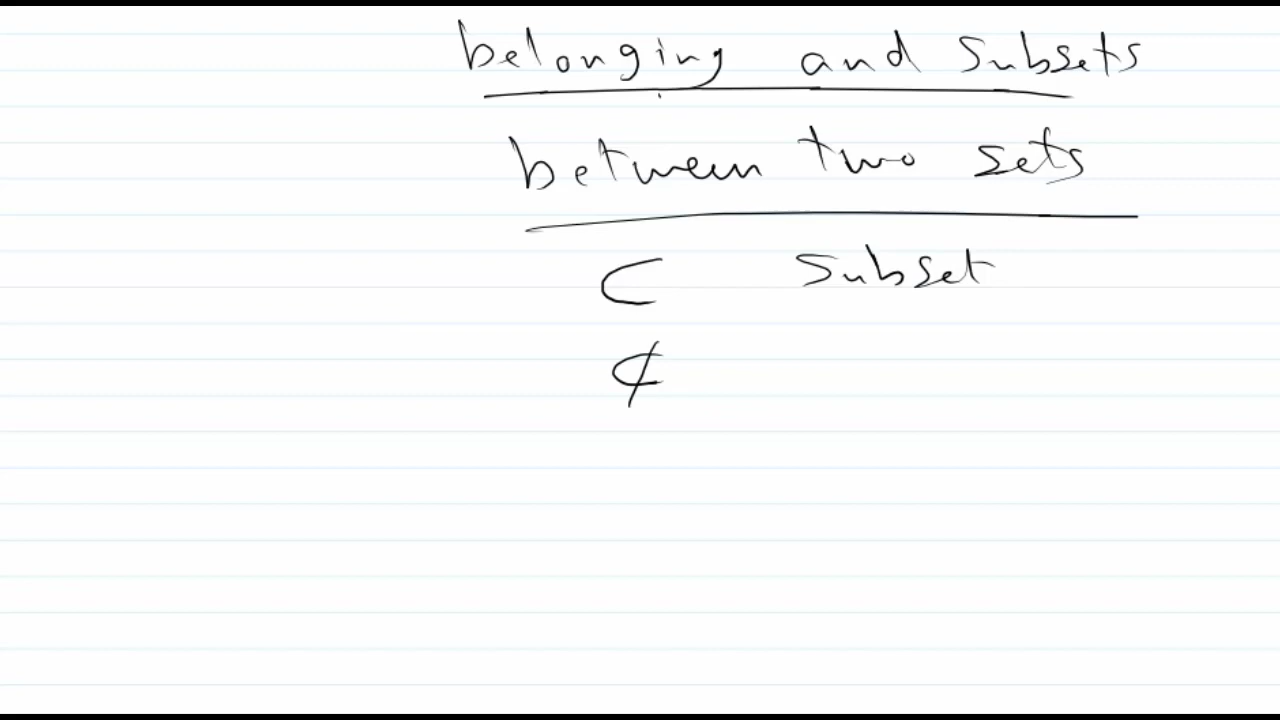 belonging and subsets
between two sets
⊂ subset
⊄